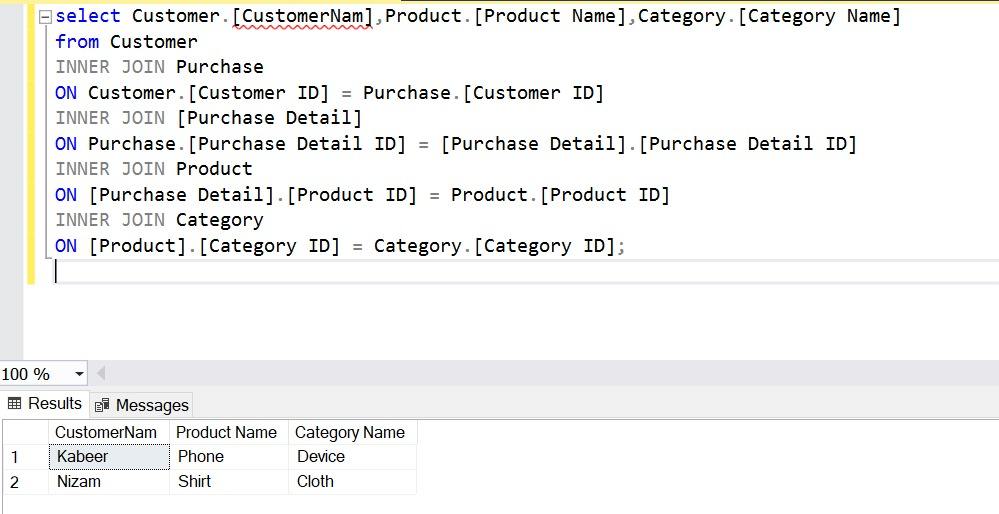 select Customer.[CustomerNam],Product.[Product Name],Category.[Category Name]
from Customer
INNER JOIN Purchase
ON Customer.[Customer ID] = Purchase.[Customer ID]
INNER JOIN [Purchase Detail]
ON Purchase.[Purchase Detail ID] = [Purchase Detail].[Purchase Detail ID]
INNER JOIN Product
ON [Purchase Detail].[Product ID] = Product.[Product ID]
INNER JOIN Category
ON [Product].[Category ID] = Category.[Category ID];
100 %
Results Messages
CustomerNam Product Name Category Name
1 Kabeer Phone Device
2 Nizam Shirt Cloth